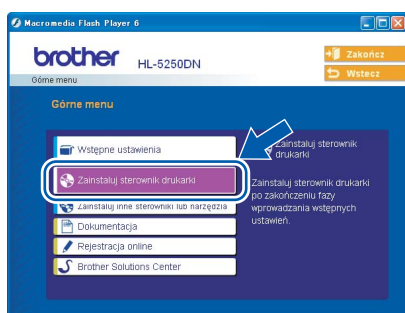 Macromedia Flash Player 6
brother HL-5250DN
Zakończ
Wstecz
Górne menu
Górne menu
Wstępne ustawienia
Zainstaluj sterownik drukarki
Zainstaluj inne sterowniki lub narzędzia
Dokumentacja
Rejestracja online
Brother Solutions Center
Zainstaluj sterownik
drukarki
Zainstaluj sterownik drukarki
po zakończeniu fazy
wprowadzania wstępnych
ustawień.